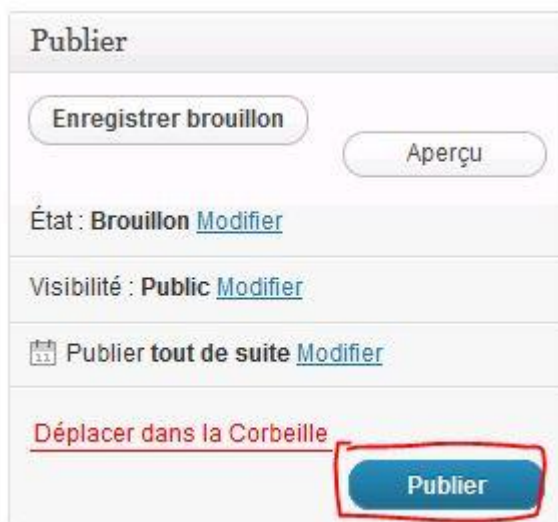 Publier
Enregistrer brouillon
Aperçu
État : Brouillon Modifier
Visibilité : Public Modifier
11 Publier tout de suite Modifier
Déplacer dans la Corbeille
Publier